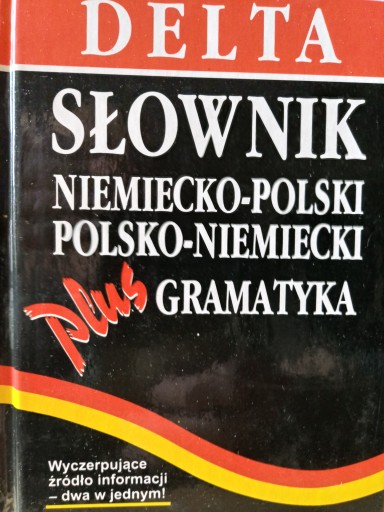 DELTA
SŁOWNIK
NIEMIECKO-POLSKI
POLSKO-NIEMIECKI
plus GRAMATYKA
Wyczerpujące
źródło informacji
– dwa w jednym!